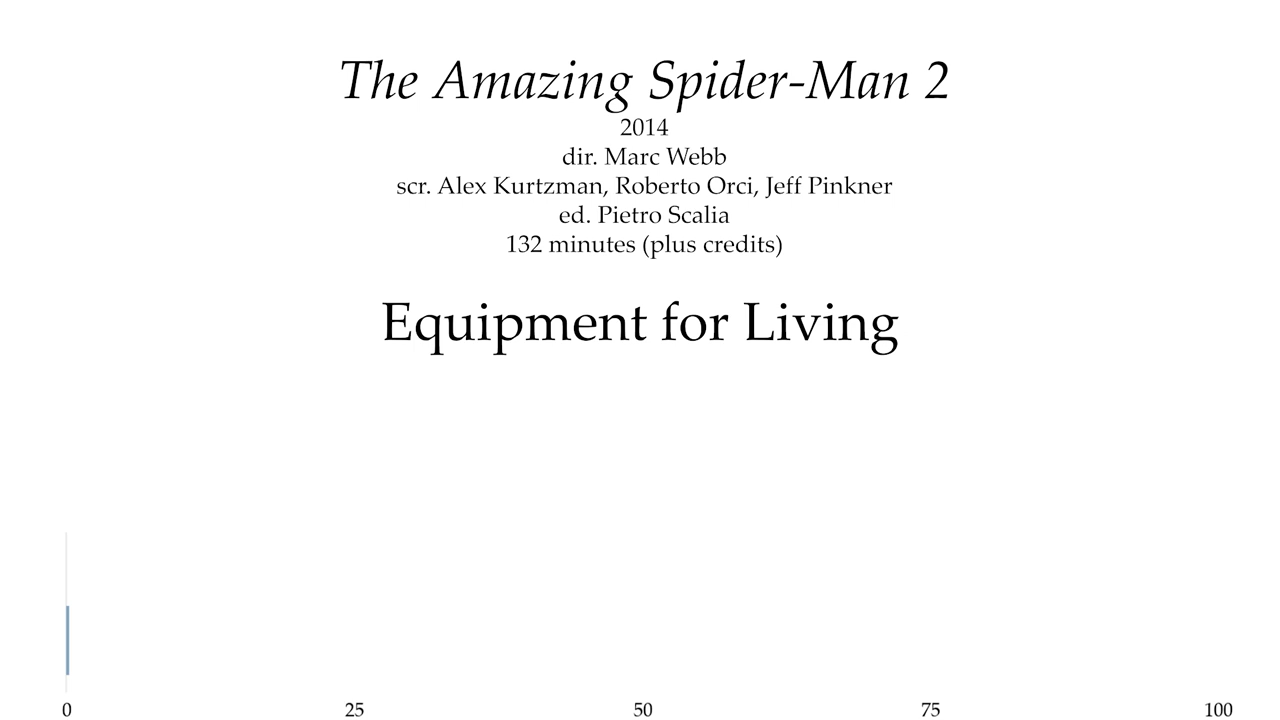 The Amazing Spider-Man 2
2014
dir. Marc Webb
scr. Alex Kurtzman, Roberto Orci, Jeff Pinkner
ed. Pietro Scalia
132 minutes (plus credits)
Equipment for Living
0 25 50 75 100